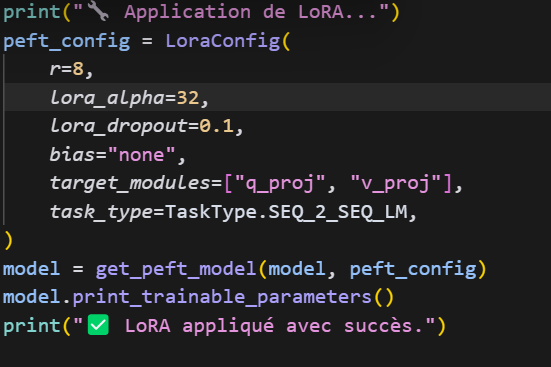 print("🔧 Application de LoRA...")
peft_config = LoraConfig(
    r=8,
    lora_alpha=32,
    lora_dropout=0.1,
    bias="none",
    target_modules=["q_proj", "v_proj"],
    task_type=TaskType.SEQ_2_SEQ_LM,
)
model = get_peft_model(model, peft_config)
model.print_trainable_parameters()
print("✅ LoRA appliqué avec succès.")